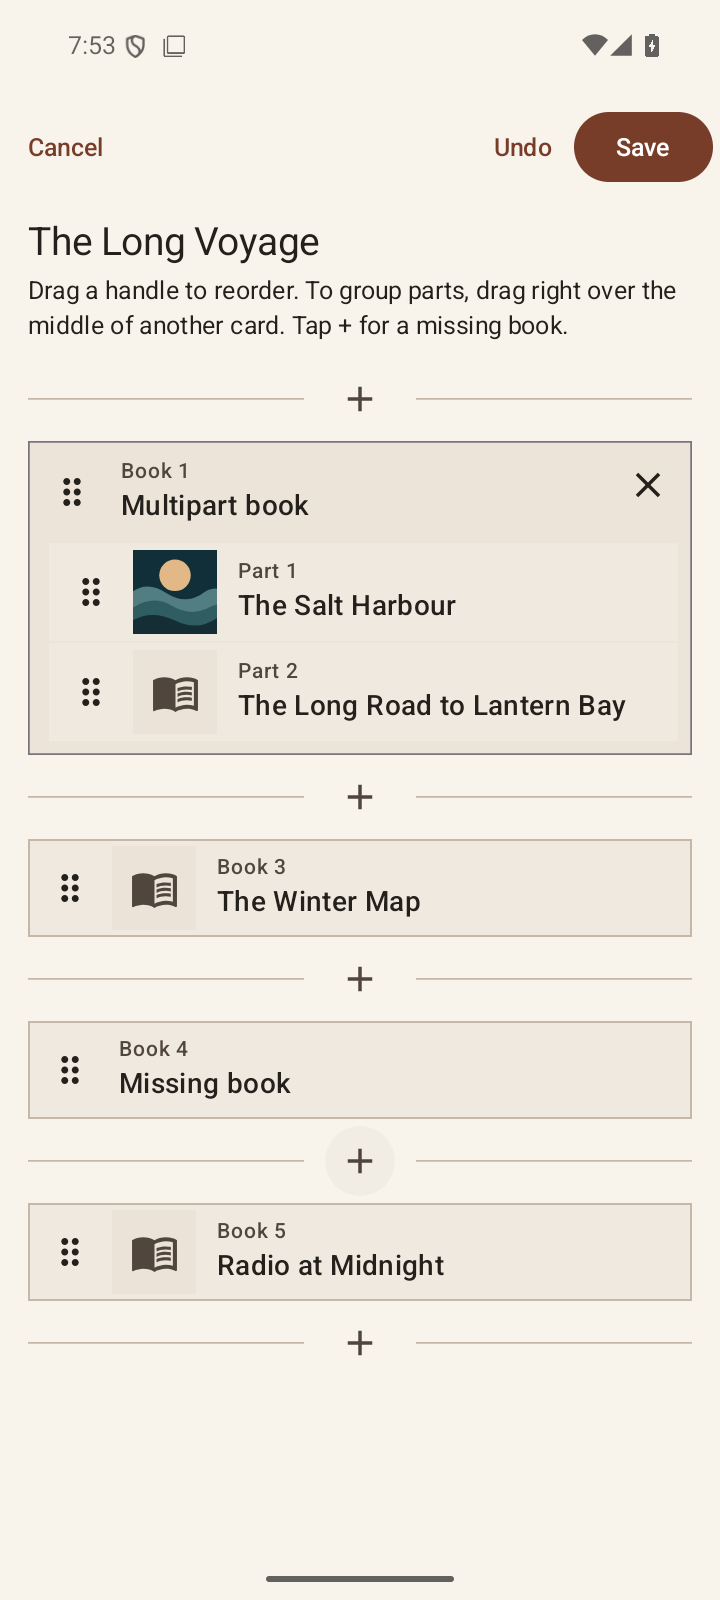 7:53
Cancel
Undo
Save
The Long Voyage
Drag a handle to reorder. To group parts, drag right over the
middle of another card. Tap + for a missing book.
+
Book 1
Multipart book
Part 1
The Salt Harbour
Part 2
The Long Road to Lantern Bay
+
Book 3
The Winter Map
+
Book 4
Missing book
+
Book 5
Radio at Midnight
+